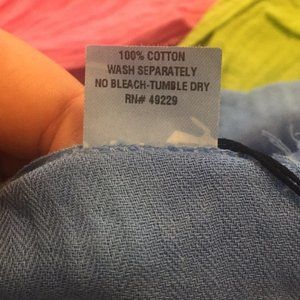 100% COTTON
WASH SEPARATELY
NO BLEACH-TUMBLE DRY
RN# 49229